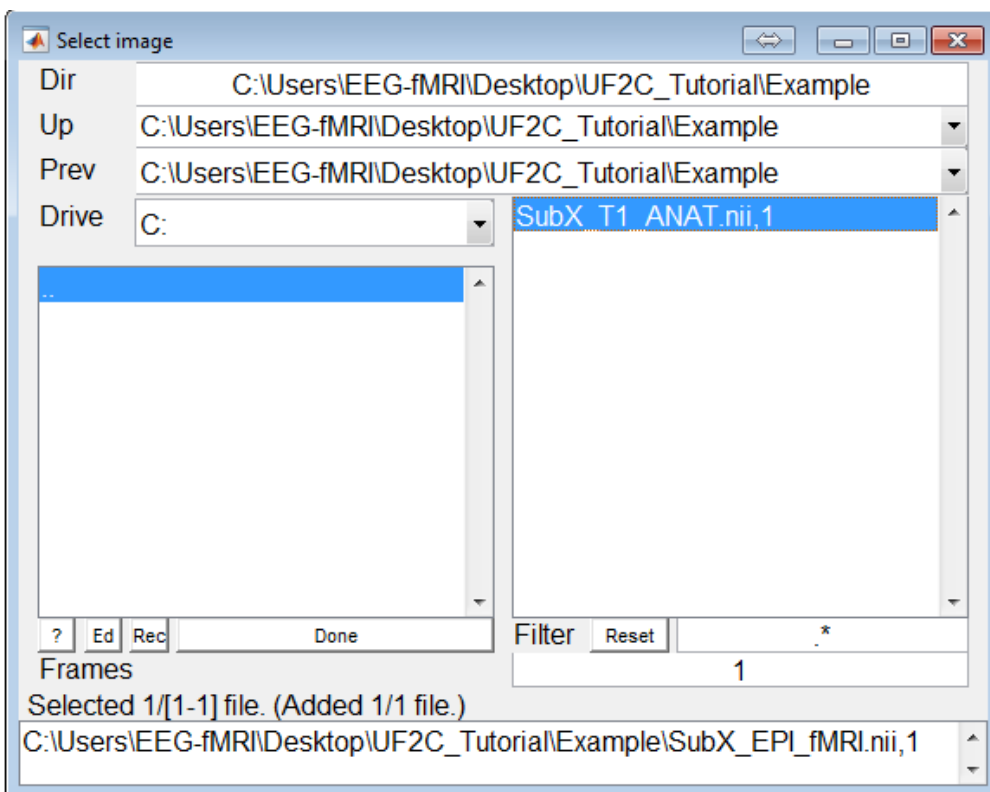 Select image
Dir C:\Users\EEG-fMRI\Desktop\UF2C_Tutorial\Example
Up C:\Users\EEG-fMRI\Desktop\UF2C_Tutorial\Example
Prev C:\Users\EEG-fMRI\Desktop\UF2C_Tutorial\Example
Drive C:
SubX_T1_ANAT.nii,1
..
? Ed Rec Done Filter Reset .*
Frames 1
Selected 1/[1-1] file. (Added 1/1 file.)
C:\Users\EEG-fMRI\Desktop\UF2C_Tutorial\Example\SubX_EPI_fMRI.nii,1